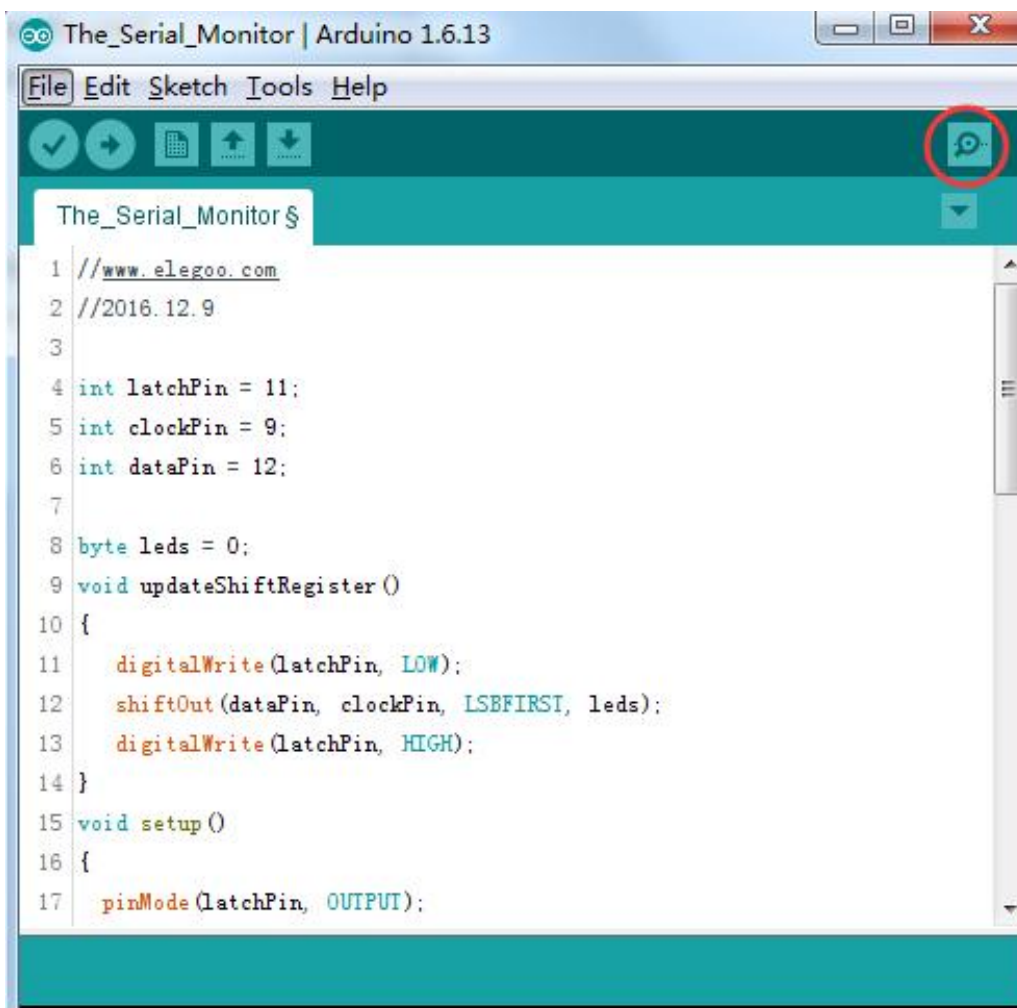 The_Serial_Monitor | Arduino 1.6.13
File Edit Sketch Tools Help
The_Serial_Monitor §
1 //www.elegoo.com
2 //2016.12.9
3
4 int latchPin = 11;
5 int clockPin = 9;
6 int dataPin = 12;
7
8 byte leds = 0;
9 void updateShiftRegister()
10 {
11 digitalWrite(latchPin, LOW);
12 shiftOut(dataPin, clockPin, LSBFIRST, leds);
13 digitalWrite(latchPin, HIGH);
14 }
15 void setup()
16 {
17 pinMode(latchPin, OUTPUT);